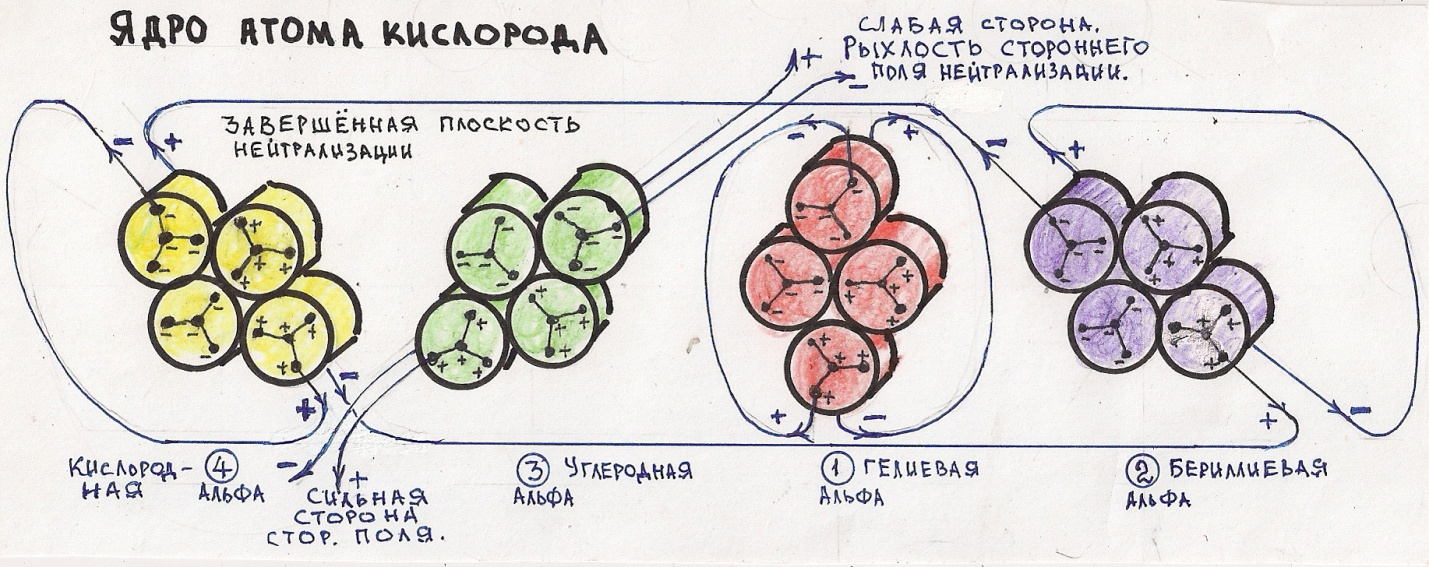 ЯДРО АТОМА КИСЛОРОДА
СЛАБАЯ СТОРОНА.
РЫХЛОСТЬ СТОРОННЕГО
ПОЛЯ НЕЙТРАЛИЗАЦИИ.
ЗАВЕРШЁННАЯ ПЛОСКОСТЬ
НЕЙТРАЛИЗАЦИИ
КИСЛОРОД-
НАЯ
④
АЛЬФА
СИЛЬНАЯ
СТОРОНА
СТОР. ПОЛЯ.
③ УГЛЕРОДНАЯ
АЛЬФА
① ГЕЛИЕВАЯ
АЛЬФА
② БЕРИЛЛИЕВАЯ
АЛЬФА